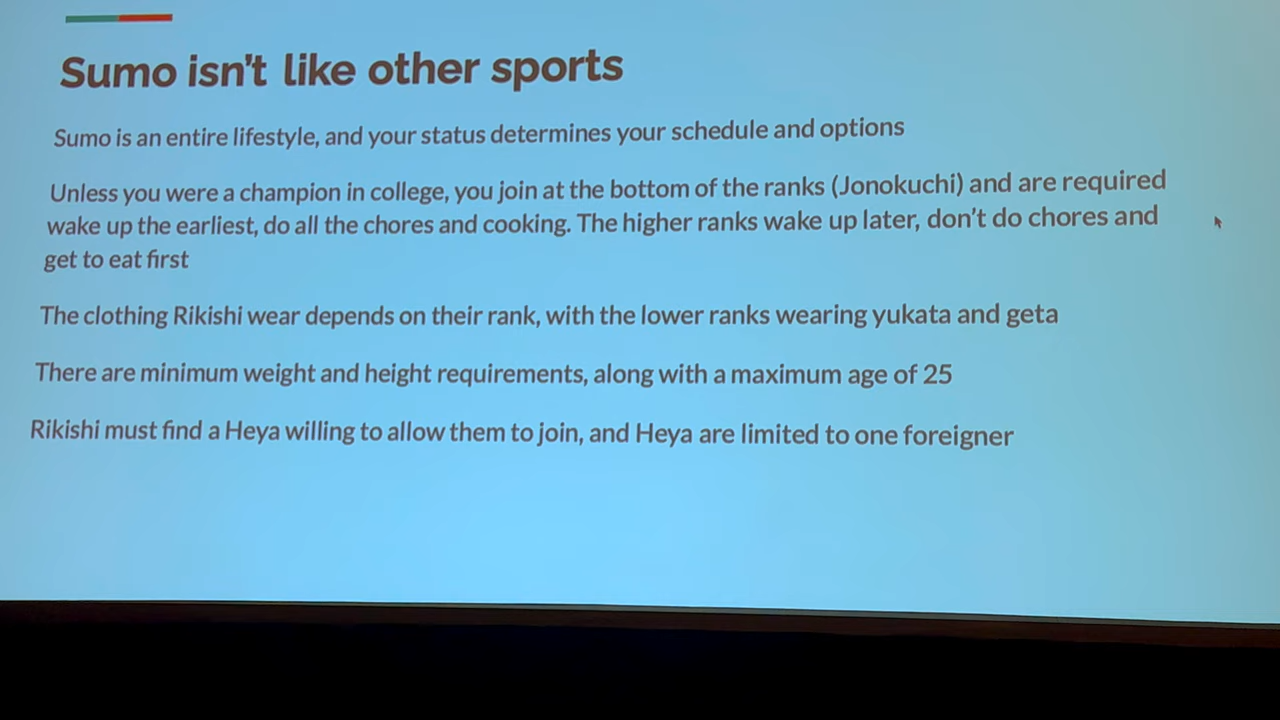 Sumo isn't like other sports
Sumo is an entire lifestyle, and your status determines your schedule and options
Unless you were a champion in college, you join at the bottom of the ranks (Jonokuchi) and are required
wake up the earliest, do all the chores and cooking. The higher ranks wake up later, don't do chores and
get to eat first
The clothing Rikishi wear depends on their rank, with the lower ranks wearing yukata and geta
There are minimum weight and height requirements, along with a maximum age of 25
Rikishi must find a Heya willing to allow them to join, and Heya are limited to one foreigner